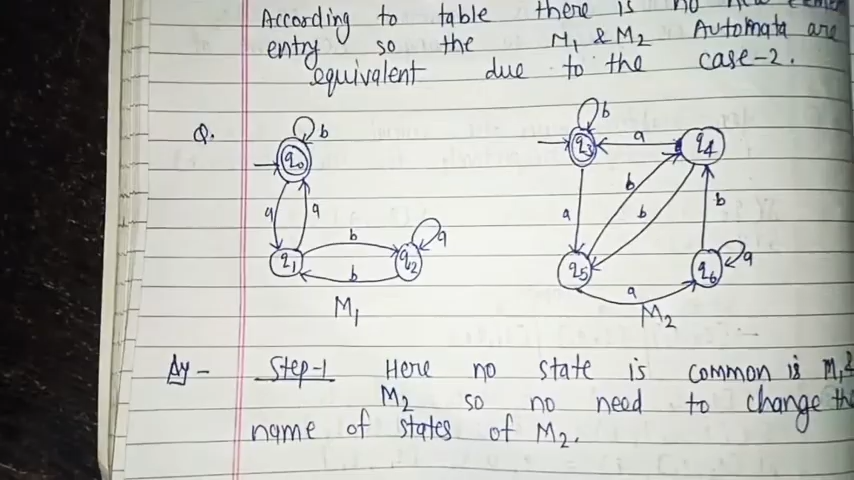 According to table there is no
entry so the M₁ & M₂ Automata are
equivalent due to the case-2.
Q.
b
b
q₀
q₃
a
q₄
a
a
b
b
a
b
b
a
b
a
q₁
q₂
q₅
q₆
b
a
M₁
M₂
Step-1 Here no state is common is M₁ &
M₂ so no need to change the
name of states of M₂.